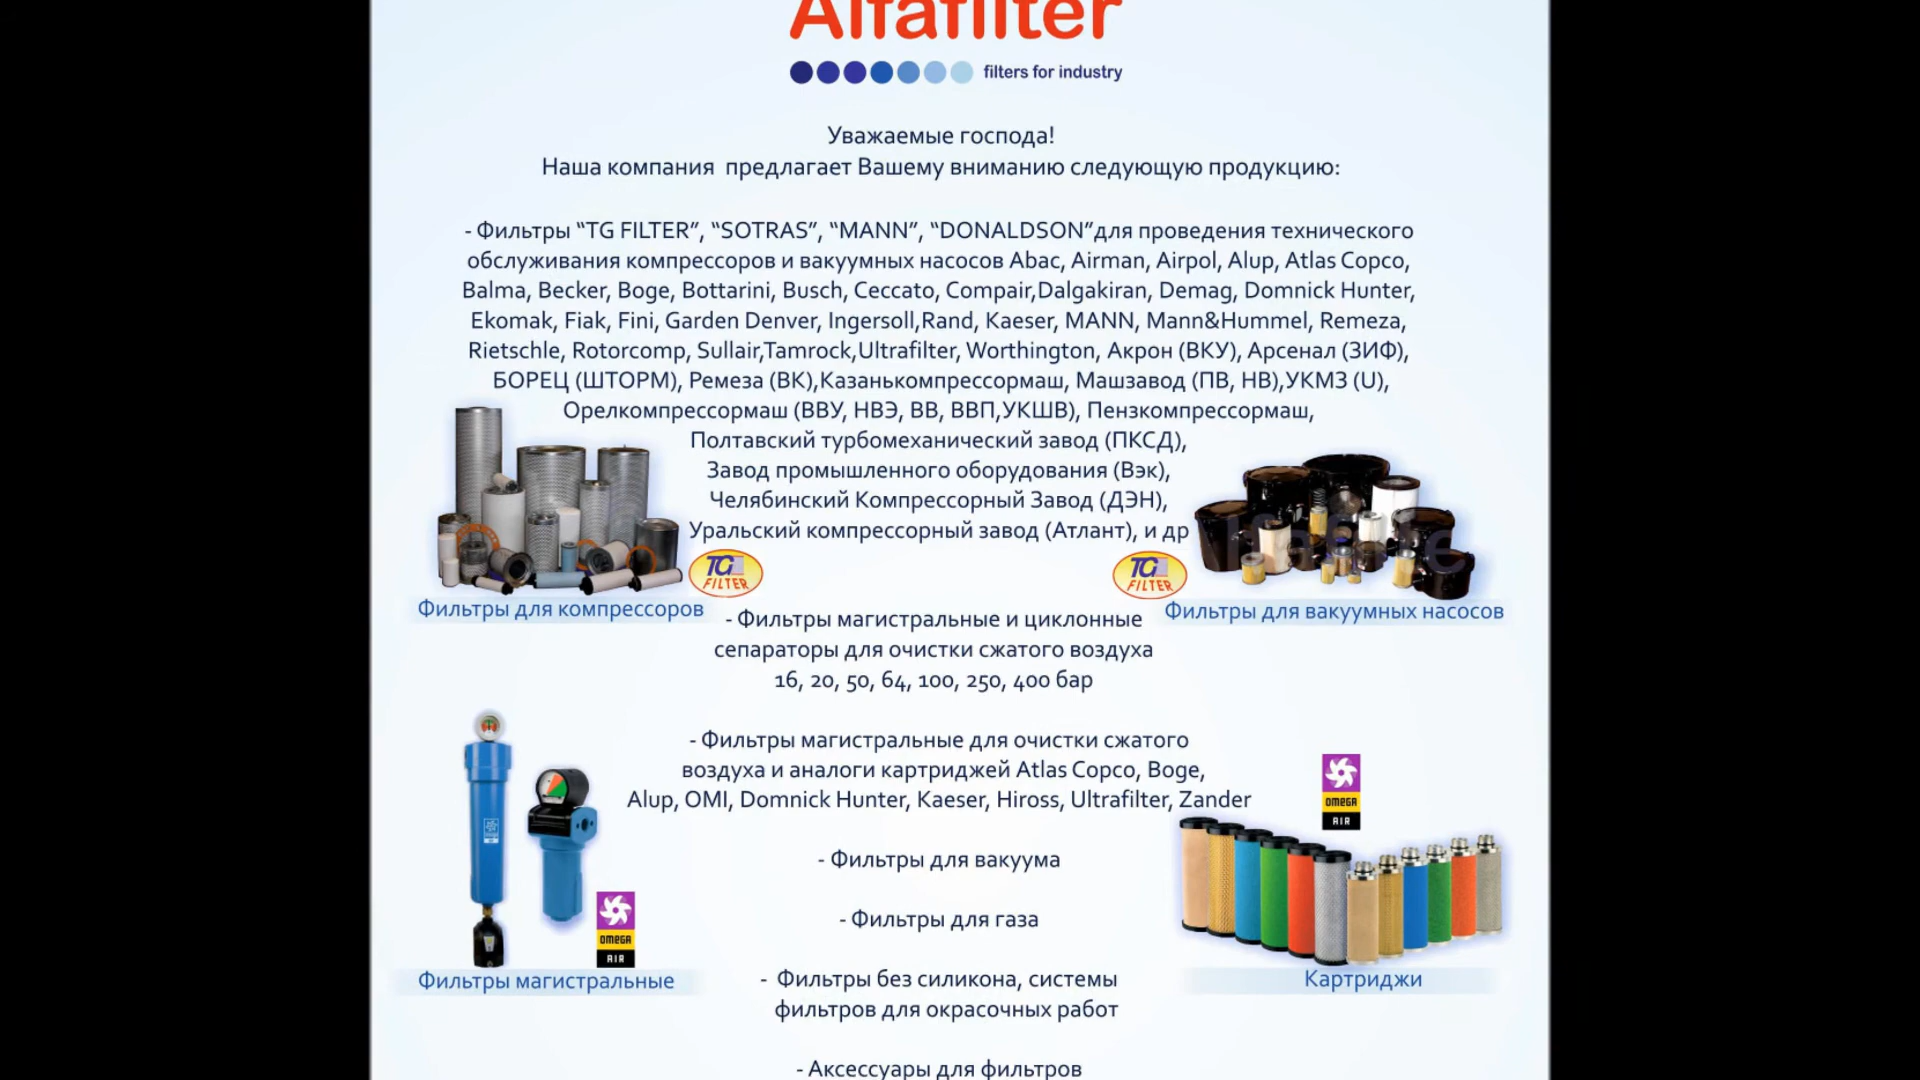 Alfafilter
filters for industry
Уважаемые господа!
Наша компания предлагает Вашему вниманию следующую продукцию:
- Фильтры “TG FILTER”, “SOTRAS”, “MANN”, “DONALDSON”для проведения технического
обслуживания компрессоров и вакуумных насосов Abac, Airman, Airpol, Alup, Atlas Copco,
Balma, Becker, Boge, Bottarini, Busch, Ceccato, Compair,Dalgakiran, Demag, Domnick Hunter,
Ekomak, Fiak, Fini, Garden Denver, Ingersoll,Rand, Kaeser, MANN, Mann&Hummel, Remeza,
Rietschle, Rotorcomp, Sullair,Tamrock,Ultrafilter, Worthington, Акрон (ВКУ), Арсенал (ЗИФ),
БОРЕЦ (ШТОРМ), Ремеза (ВК),Казанькомпрессормаш, Машзавод (ПВ, НВ),УКМЗ (U),
Орелкомпрессормаш (ВВУ, НВЭ, ВВ, ВВП,УКШВ), Пензкомпрессормаш,
Полтавский турбомеханический завод (ПКСД),
Завод промышленного оборудования (Вэк),
Челябинский Компрессорный Завод (ДЭН),
Уральский компрессорный завод (Атлант), и др
TG FILTER
TG FILTER
Фильтры для компрессоров
Фильтры для вакуумных насосов
- Фильтры магистральные и циклонные
сепараторы для очистки сжатого воздуха
16, 20, 50, 64, 100, 250, 400 бар
- Фильтры магистральные для очистки сжатого
воздуха и аналоги картриджей Atlas Copco, Boge,
Alup, OMI, Domnick Hunter, Kaeser, Hiross, Ultrafilter, Zander
OMEGA
AIR
- Фильтры для вакуума
- Фильтры для газа
OMEGA
AIR
Фильтры магистральные
Картриджи
- Фильтры без силикона, системы
фильтров для окрасочных работ
- Аксессуары для фильтров